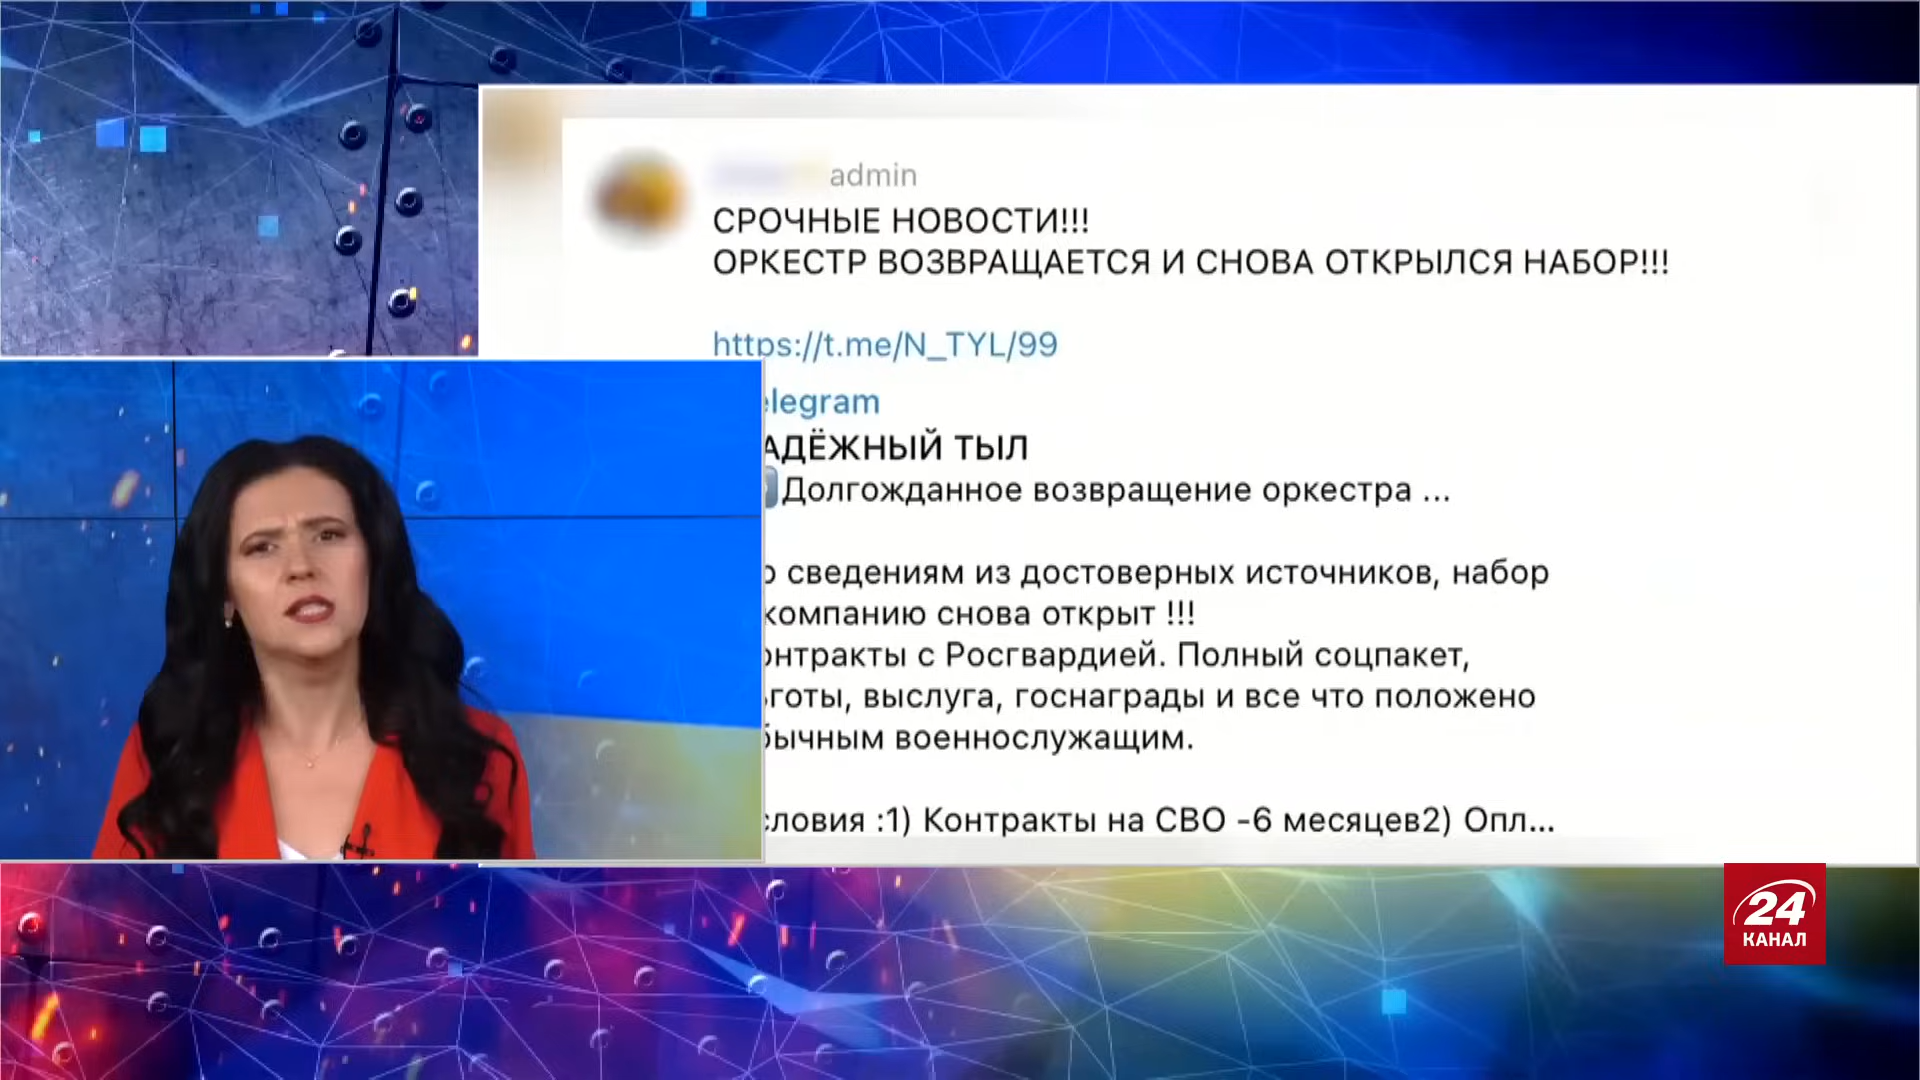 admin
СРОЧНЫЕ НОВОСТИ!!!
ОРКЕСТР ВОЗВРАЩАЕТСЯ И СНОВА ОТКРЫЛСЯ НАБОР!!!
https://t.me/N_TYL/99
elegram
АДЁЖНЫЙ ТЫЛ
Долгожданное возвращение оркестра ...
о сведениям из достоверных источников, набор
компанию снова открыт !!!
онтракты с Росгвардией. Полный соцпакет,
ьготы, выслуга, госнаграды и все что положено
бычным военнослужащим.
словия :1) Контракты на СВО -6 месяцев2) Опл...
24
КАНАЛ